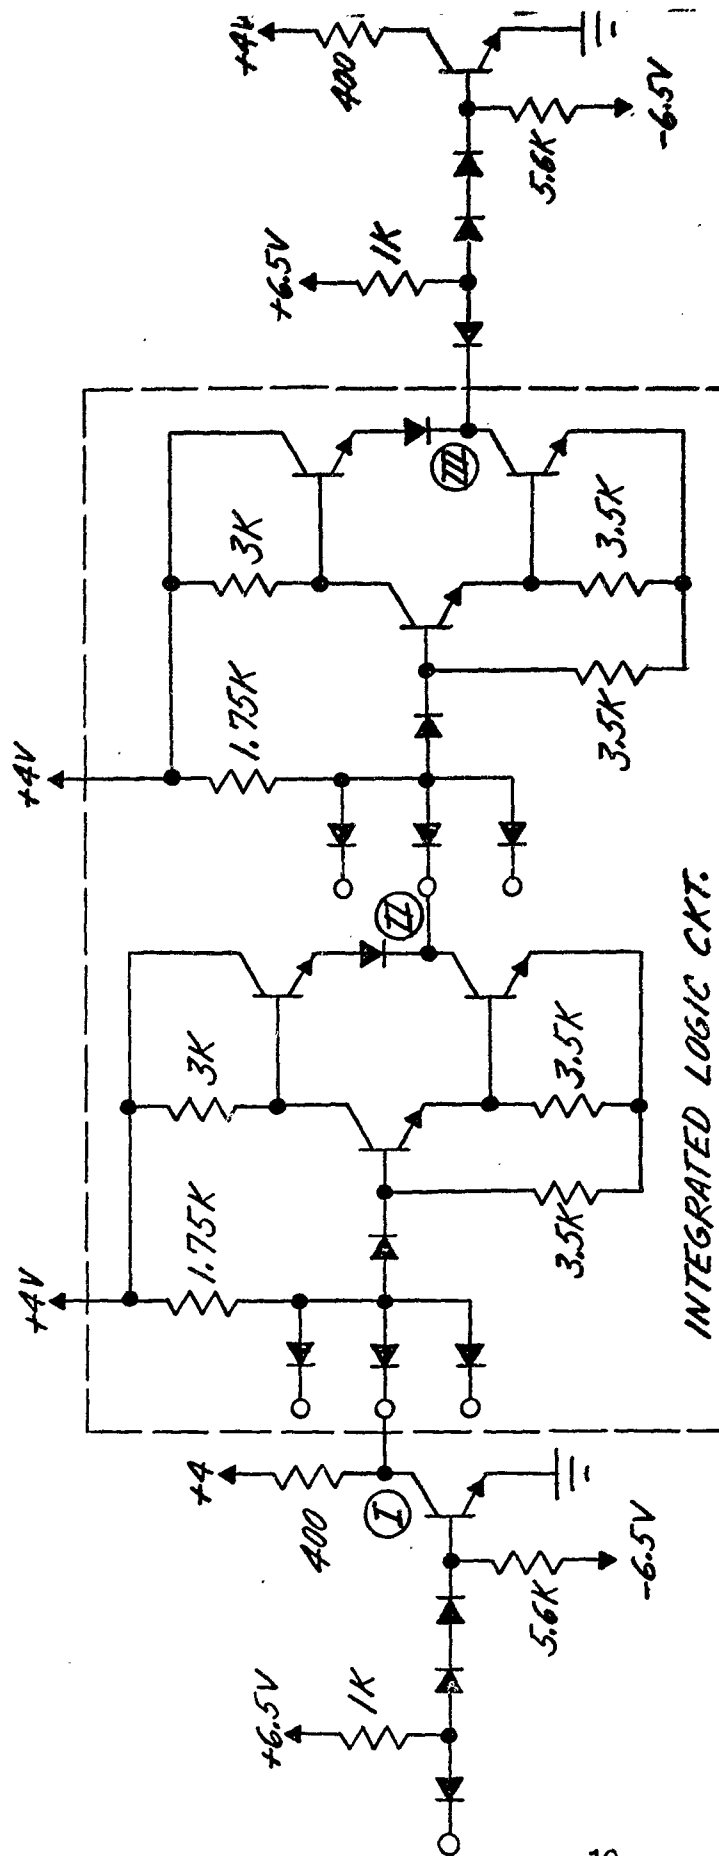 +6.5V
1K
5.6K
-6.5V
+4
400
I
+4V
1.75K
3K
3.5K
3.5K
II
+4V
1.75K
3K
3.5K
3.5K
III
INTEGRATED LOGIC CKT.
+6.5V
1K
5.6K
-6.5V
+4V
400